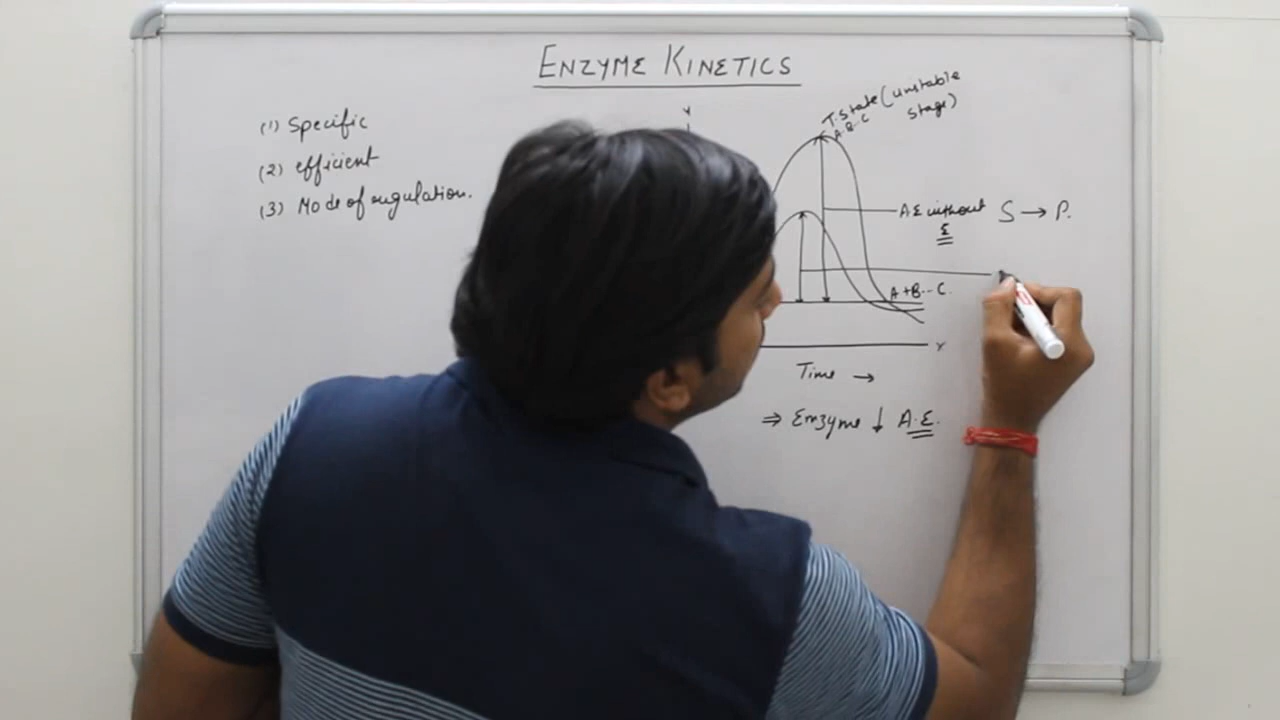 ENZYME KINETICS
(1) Specific
(2) efficient
(3) Mode of regulation.
Y
T.State (unstable
stage)
A··B··C
A E without
E
S → P.
A + B ·· C.
x
Time →
⇒ Enzyme ↓ A.E.